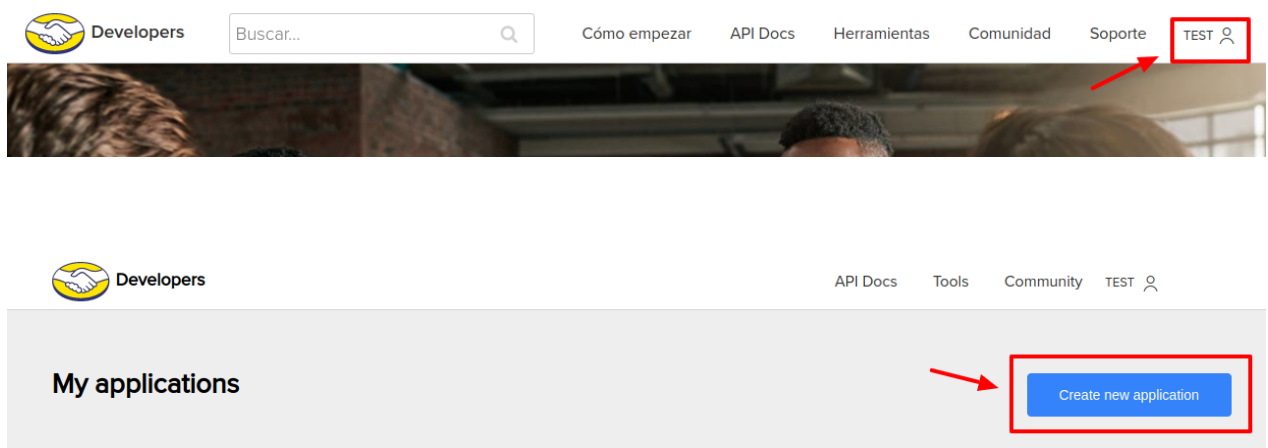 Developers Buscar... Cómo empezar API Docs Herramientas Comunidad Soporte TEST
Developers API Docs Tools Community TEST
My applications Create new application